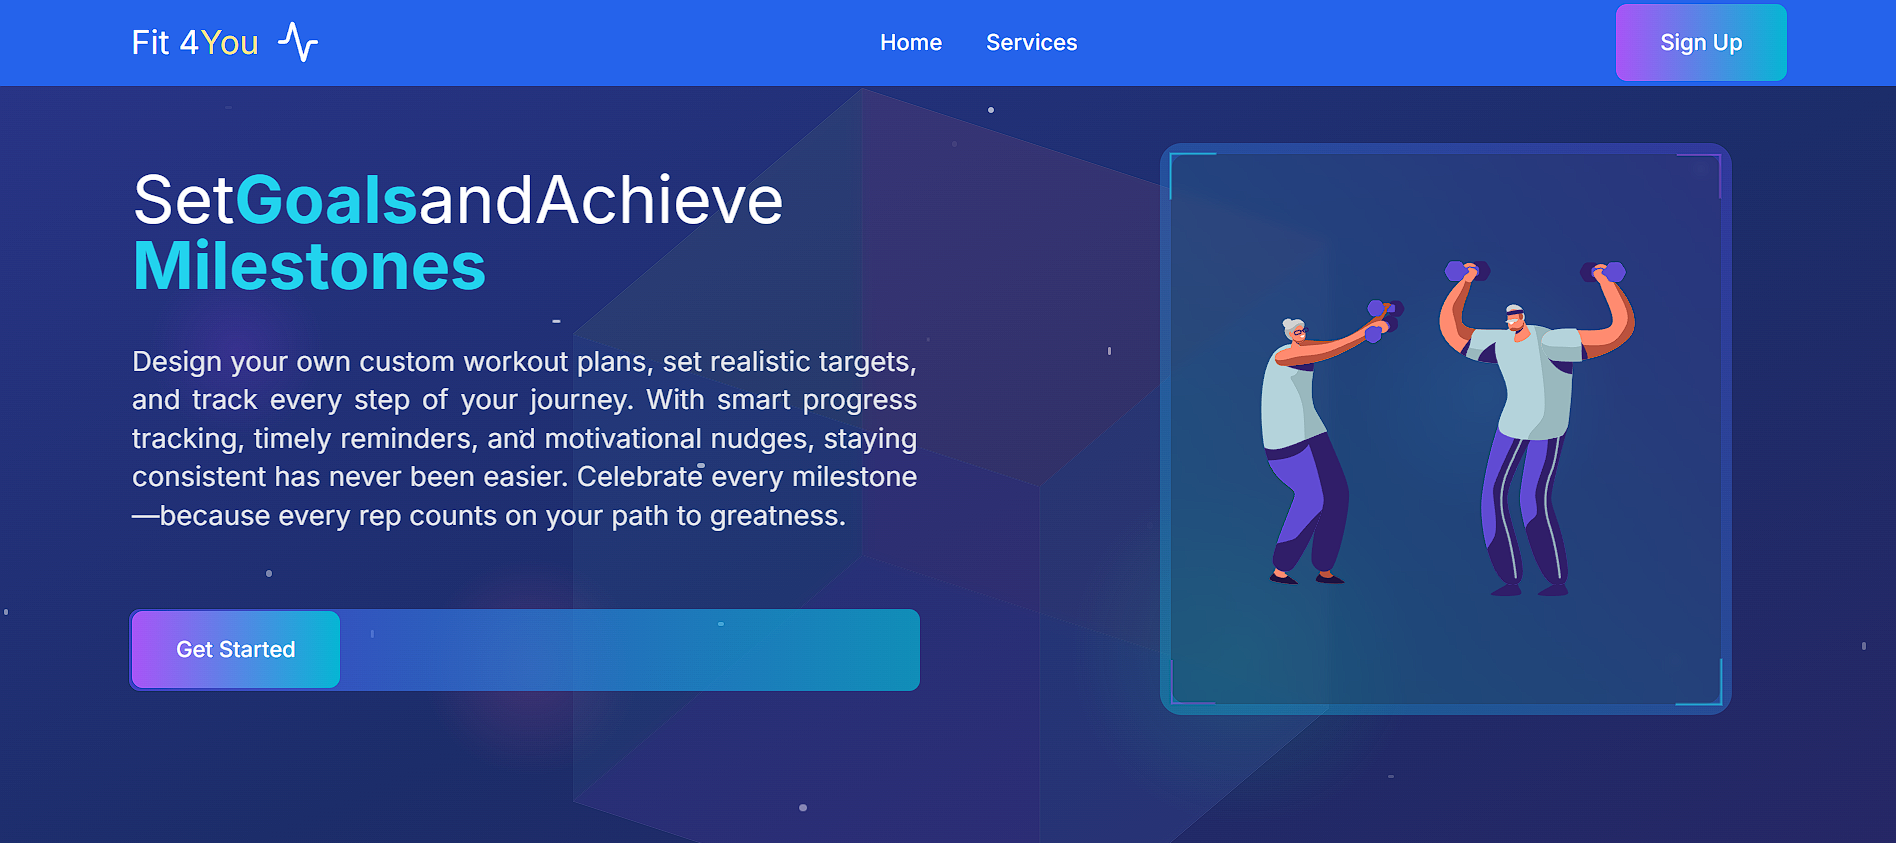 Fit 4You
Home
Services
Sign Up
SetGoalsandAchieve
Milestones
Design your own custom workout plans, set realistic targets,
and track every step of your journey. With smart progress
tracking, timely reminders, and motivational nudges, staying
consistent has never been easier. Celebrate every milestone
—because every rep counts on your path to greatness.
Get Started